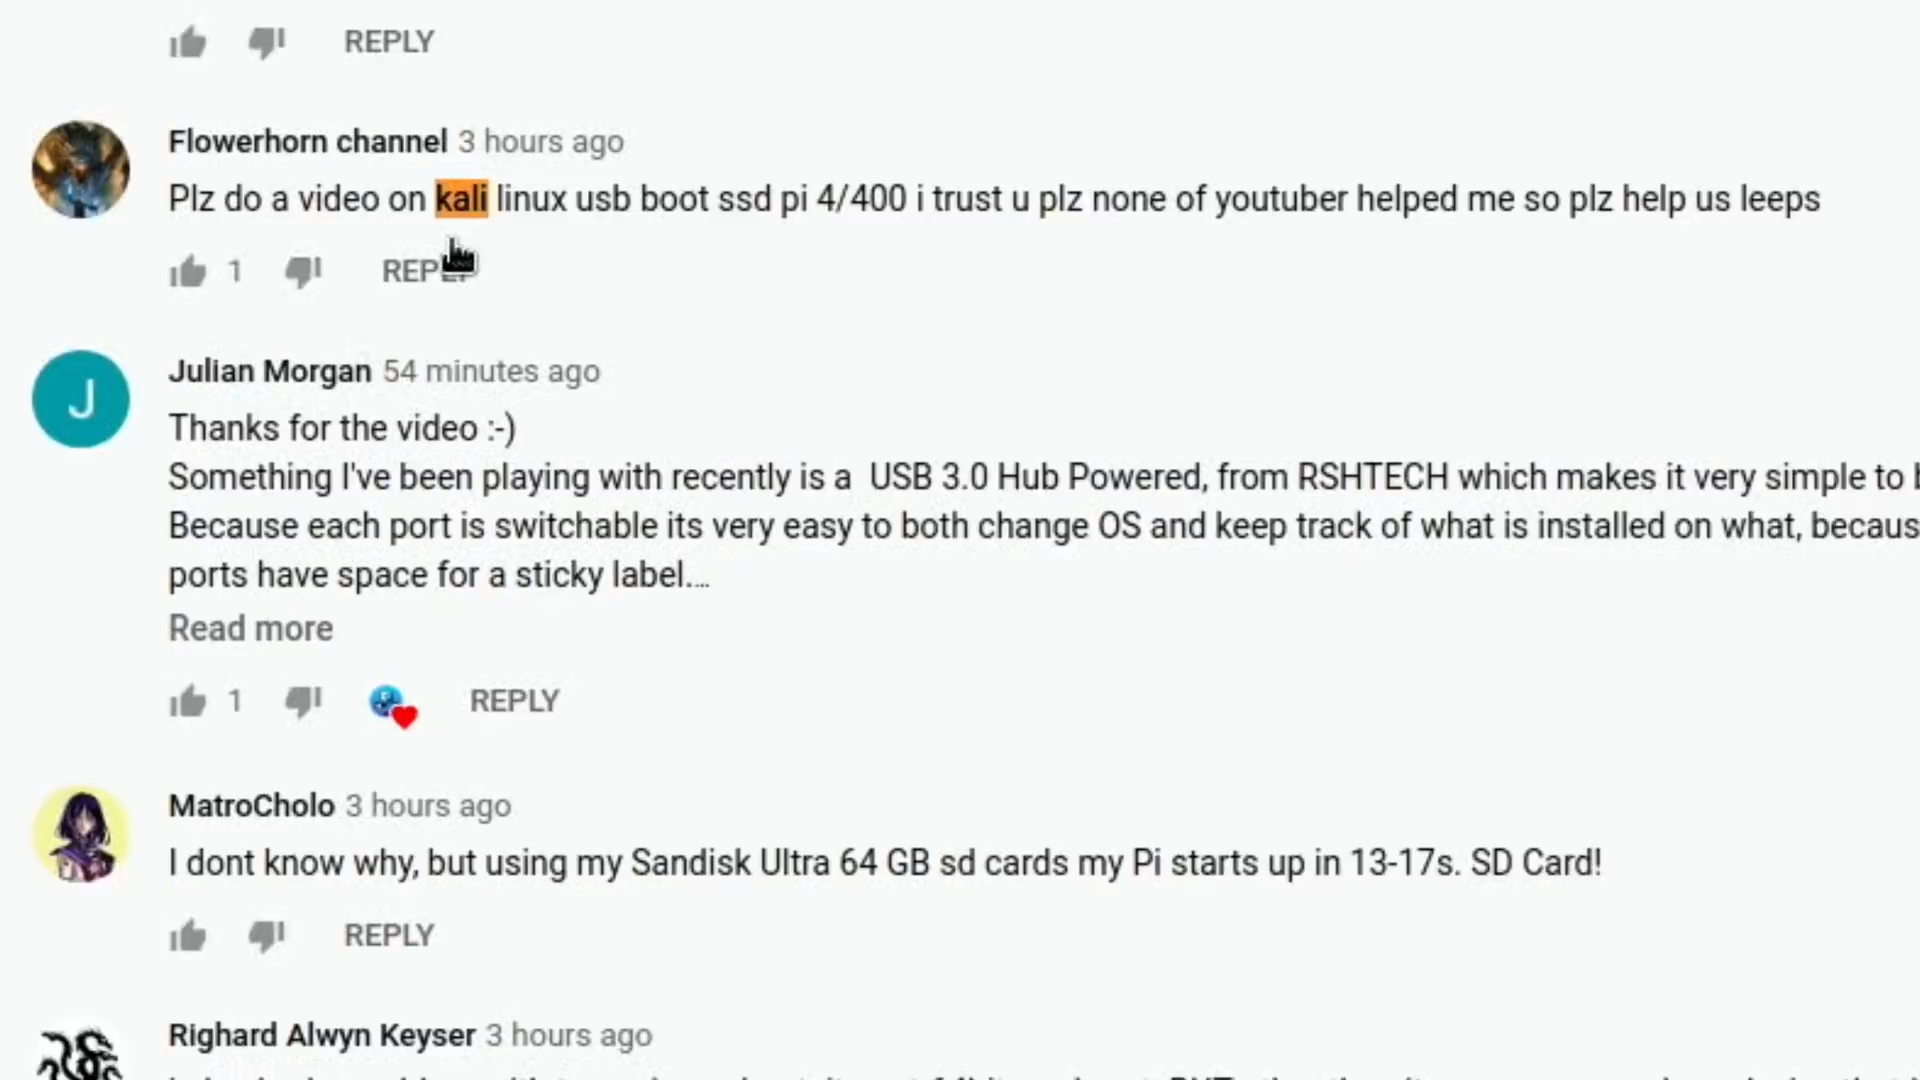 REPLY
Flowerhorn channel 3 hours ago
Plz do a video on kali linux usb boot ssd pi 4/400 i trust u plz none of youtuber helped me so plz help us leeps
1 REPLY
J
Julian Morgan 54 minutes ago
Thanks for the video :-)
Something I've been playing with recently is a USB 3.0 Hub Powered, from RSHTECH which makes it very simple to
Because each port is switchable its very easy to both change OS and keep track of what is installed on what,
ports have space for a sticky label....
Read more
1 REPLY
MatroCholo 3 hours ago
I dont know why, but using my Sandisk Ultra 64 GB sd cards my Pi starts up in 13-17s. SD Card!
REPLY
Righard Alwyn Keyser 3 hours ago